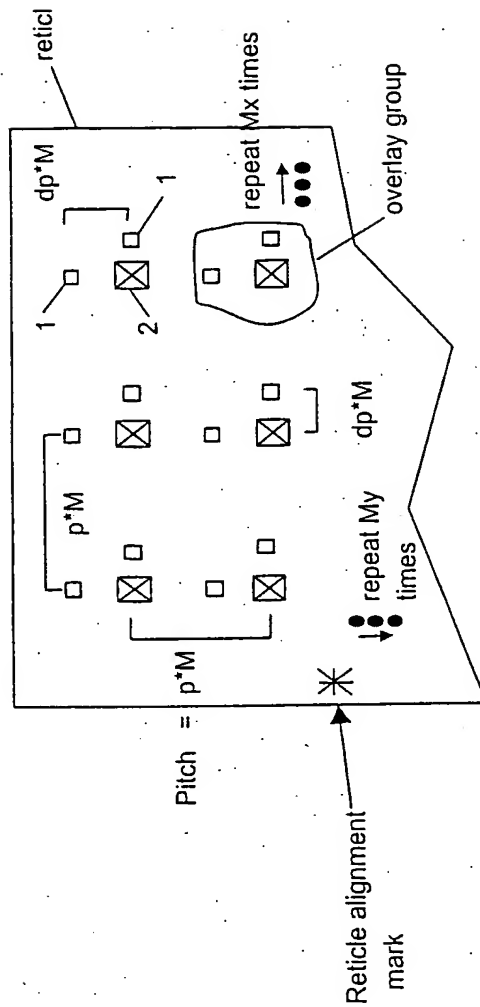 reticl
dp*M
1
1
2
p*M
repeat Mx times
overlay group
dp*M
Pitch = p*M
repeat My
times
Reticle alignment
mark